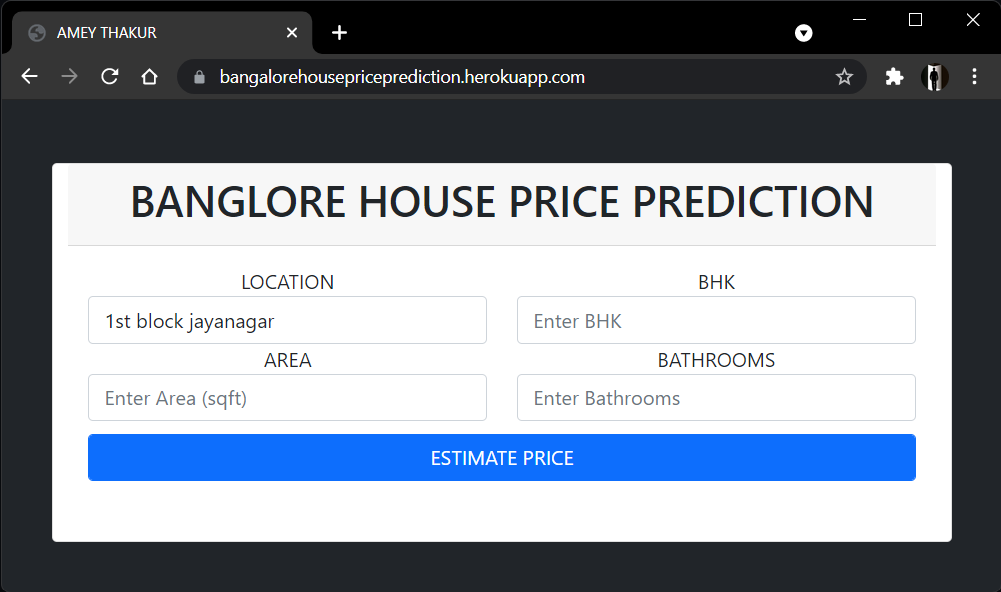 AMEY THAKUR
bangalorehousepriceprediction.herokuapp.com
BANGLORE HOUSE PRICE PREDICTION
LOCATION
BHK
1st block jayanagar
Enter BHK
AREA
BATHROOMS
Enter Area (sqft)
Enter Bathrooms
ESTIMATE PRICE